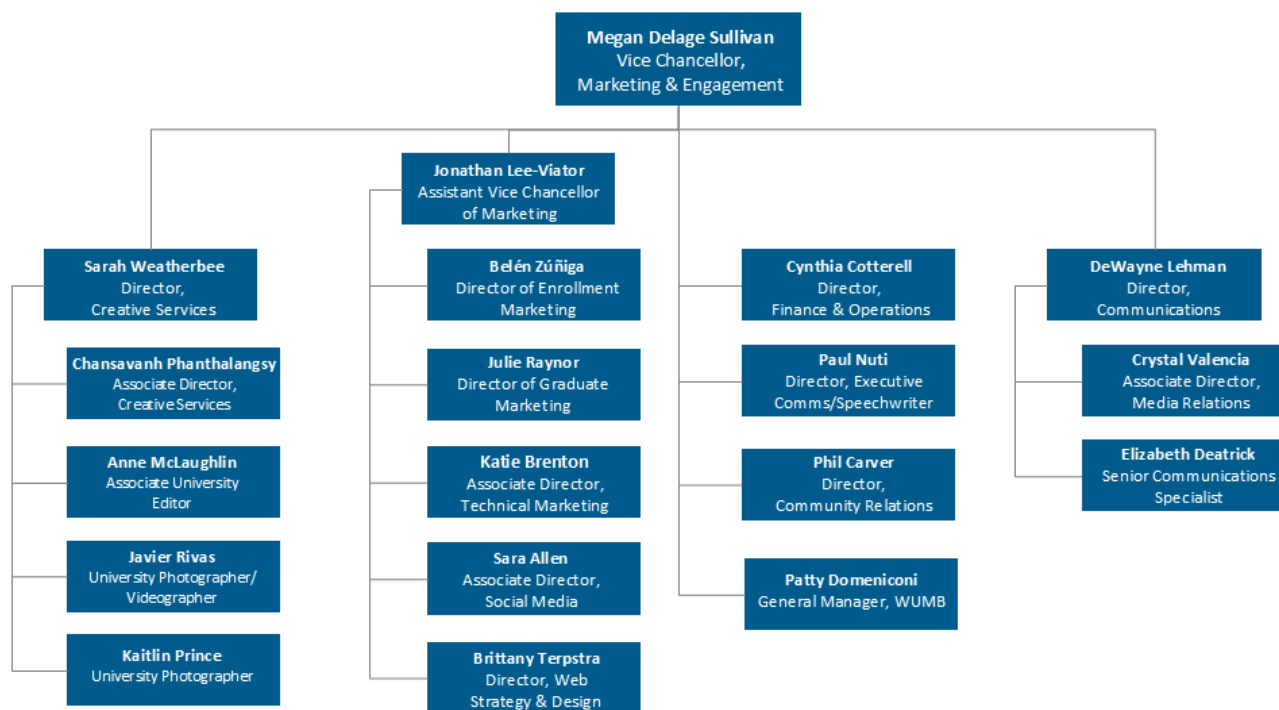 Megan Delage Sullivan
Vice Chancellor,
Marketing & Engagement
Jonathan Lee-Viator
Assistant Vice Chancellor
of Marketing
Sarah Weatherbee
Director,
Creative Services
Chansavanh Phanthalangsy
Associate Director,
Creative Services
Anne McLaughlin
Associate University
Editor
Javier Rivas
University Photographer/
Videographer
Kaitlin Prince
University Photographer
Belén Zúñiga
Director of Enrollment
Marketing
Julie Raynor
Director of Graduate
Marketing
Katie Brenton
Associate Director,
Technical Marketing
Sara Allen
Associate Director,
Social Media
Brittany Terpstra
Director, Web
Strategy & Design
Cynthia Cotterell
Director,
Finance & Operations
Paul Nuti
Director, Executive
Comms/Speechwriter
Phil Carver
Director,
Community Relations
Patty Domeniconi
General Manager, WUMB
DeWayne Lehman
Director,
Communications
Crystal Valencia
Associate Director,
Media Relations
Elizabeth Deatrick
Senior Communications
Specialist